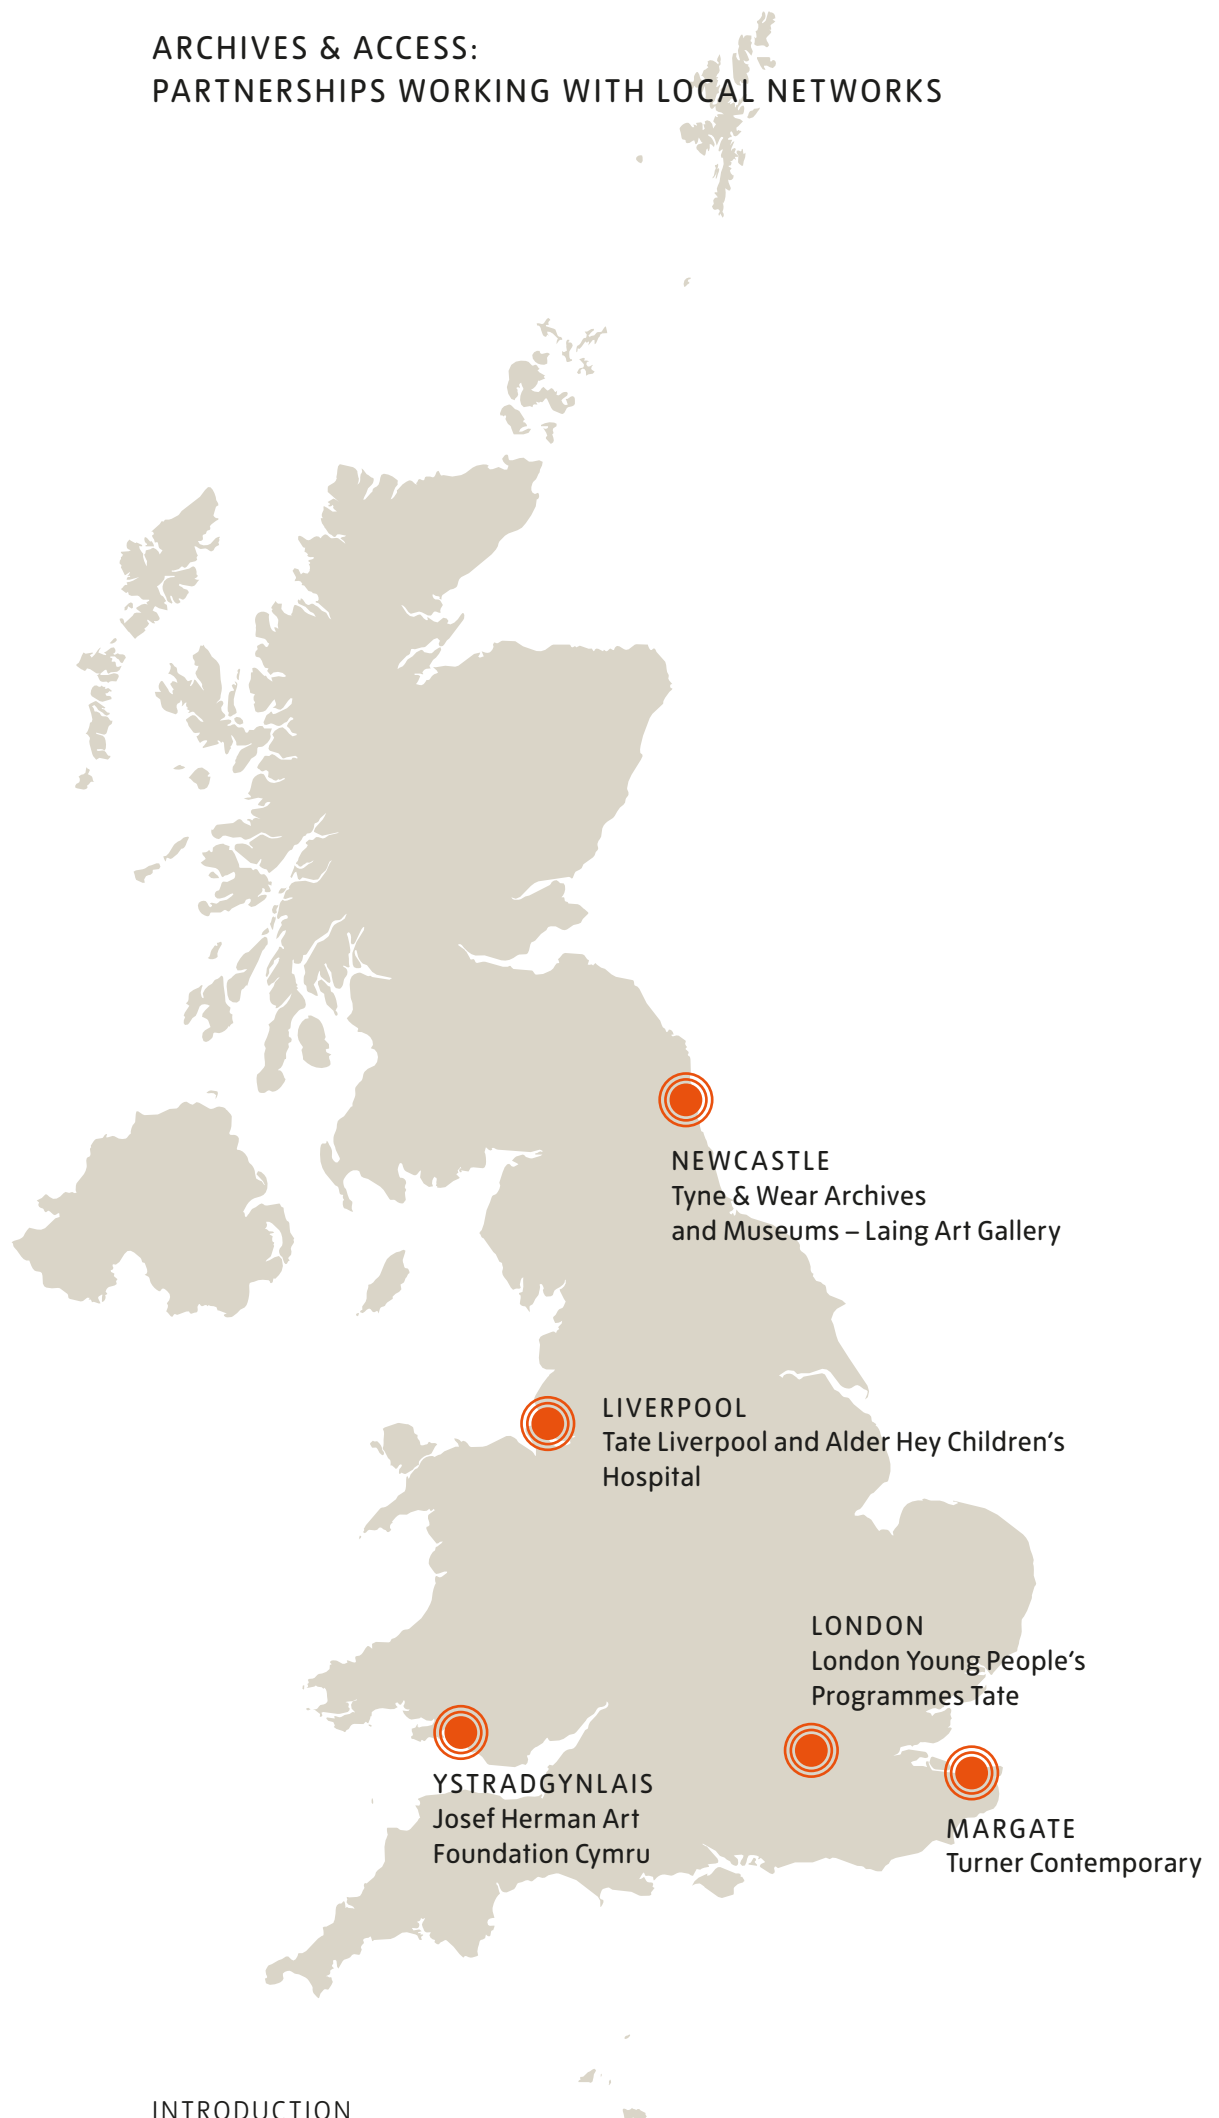 ARCHIVES & ACCESS:
PARTNERSHIPS WORKING WITH LOCAL NETWORKS
NEWCASTLE
Tyne & Wear Archives
and Museums – Laing Art Gallery
LIVERPOOL
Tate Liverpool and Alder Hey Children’s
Hospital
LONDON
London Young People’s
Programmes Tate
YSTRADGYNLAIS
Josef Herman Art
Foundation Cymru
MARGATE
Turner Contemporary
INTRODUCTION